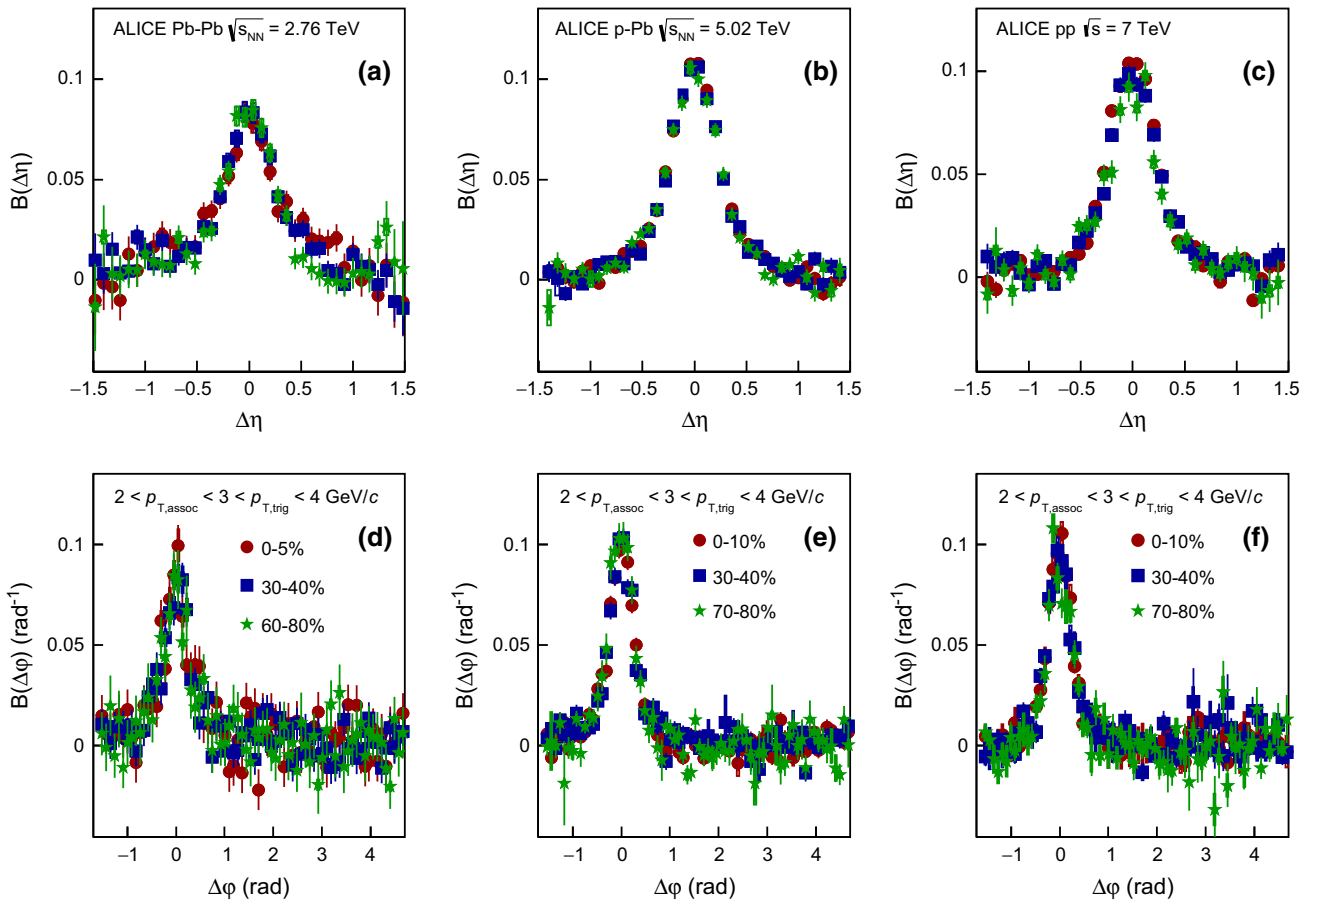 ALICE Pb-Pb √s_NN = 2.76 TeV
(a)
0.1
0.05
0
B(Δη)
−1.5 −1 −0.5 0 0.5 1 1.5
Δη
ALICE p-Pb √s_NN = 5.02 TeV
(b)
0.1
0.05
0
B(Δη)
−1.5 −1 −0.5 0 0.5 1 1.5
Δη
ALICE pp √s = 7 TeV
(c)
0.1
0.05
0
B(Δη)
−1.5 −1 −0.5 0 0.5 1 1.5
Δη
2 < p_T,assoc < 3 < p_T,trig < 4 GeV/c
(d)
0-5%
30-40%
60-80%
0.1
0.05
0
B(Δφ) (rad⁻¹)
−1 0 1 2 3 4
Δφ (rad)
2 < p_T,assoc < 3 < p_T,trig < 4 GeV/c
(e)
0-10%
30-40%
70-80%
0.1
0.05
0
B(Δφ) (rad⁻¹)
−1 0 1 2 3 4
Δφ (rad)
2 < p_T,assoc < 3 < p_T,trig < 4 GeV/c
(f)
0-10%
30-40%
70-80%
0.1
0.05
0
B(Δφ) (rad⁻¹)
−1 0 1 2 3 4
Δφ (rad)